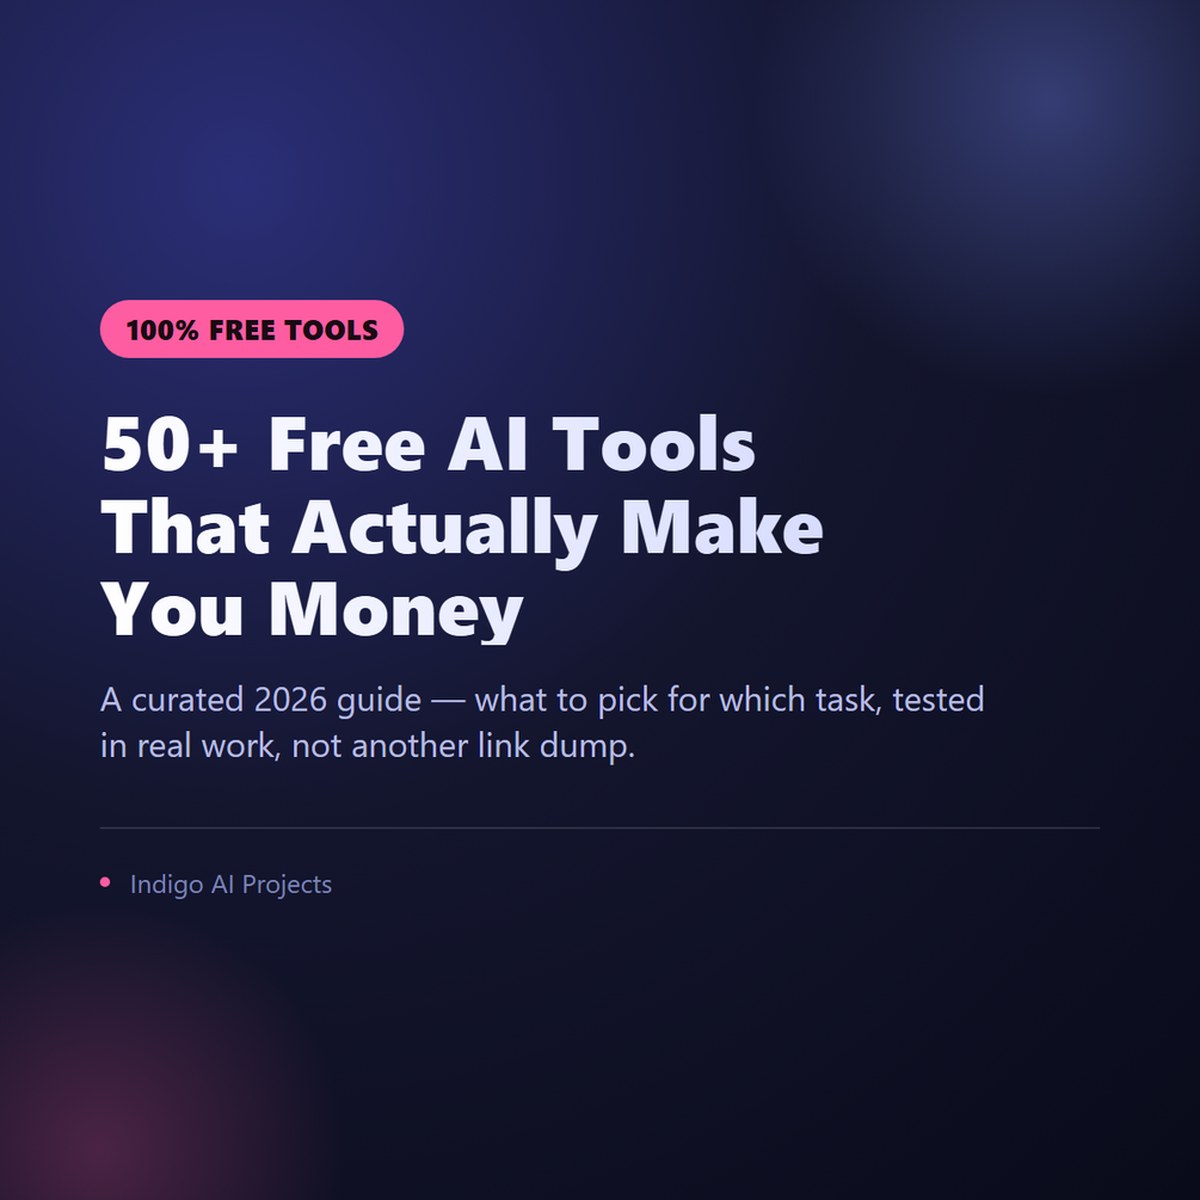 100% FREE TOOLS
50+ Free AI Tools
That Actually Make
You Money
A curated 2026 guide — what to pick for which task, tested
in real work, not another link dump.
Indigo AI Projects